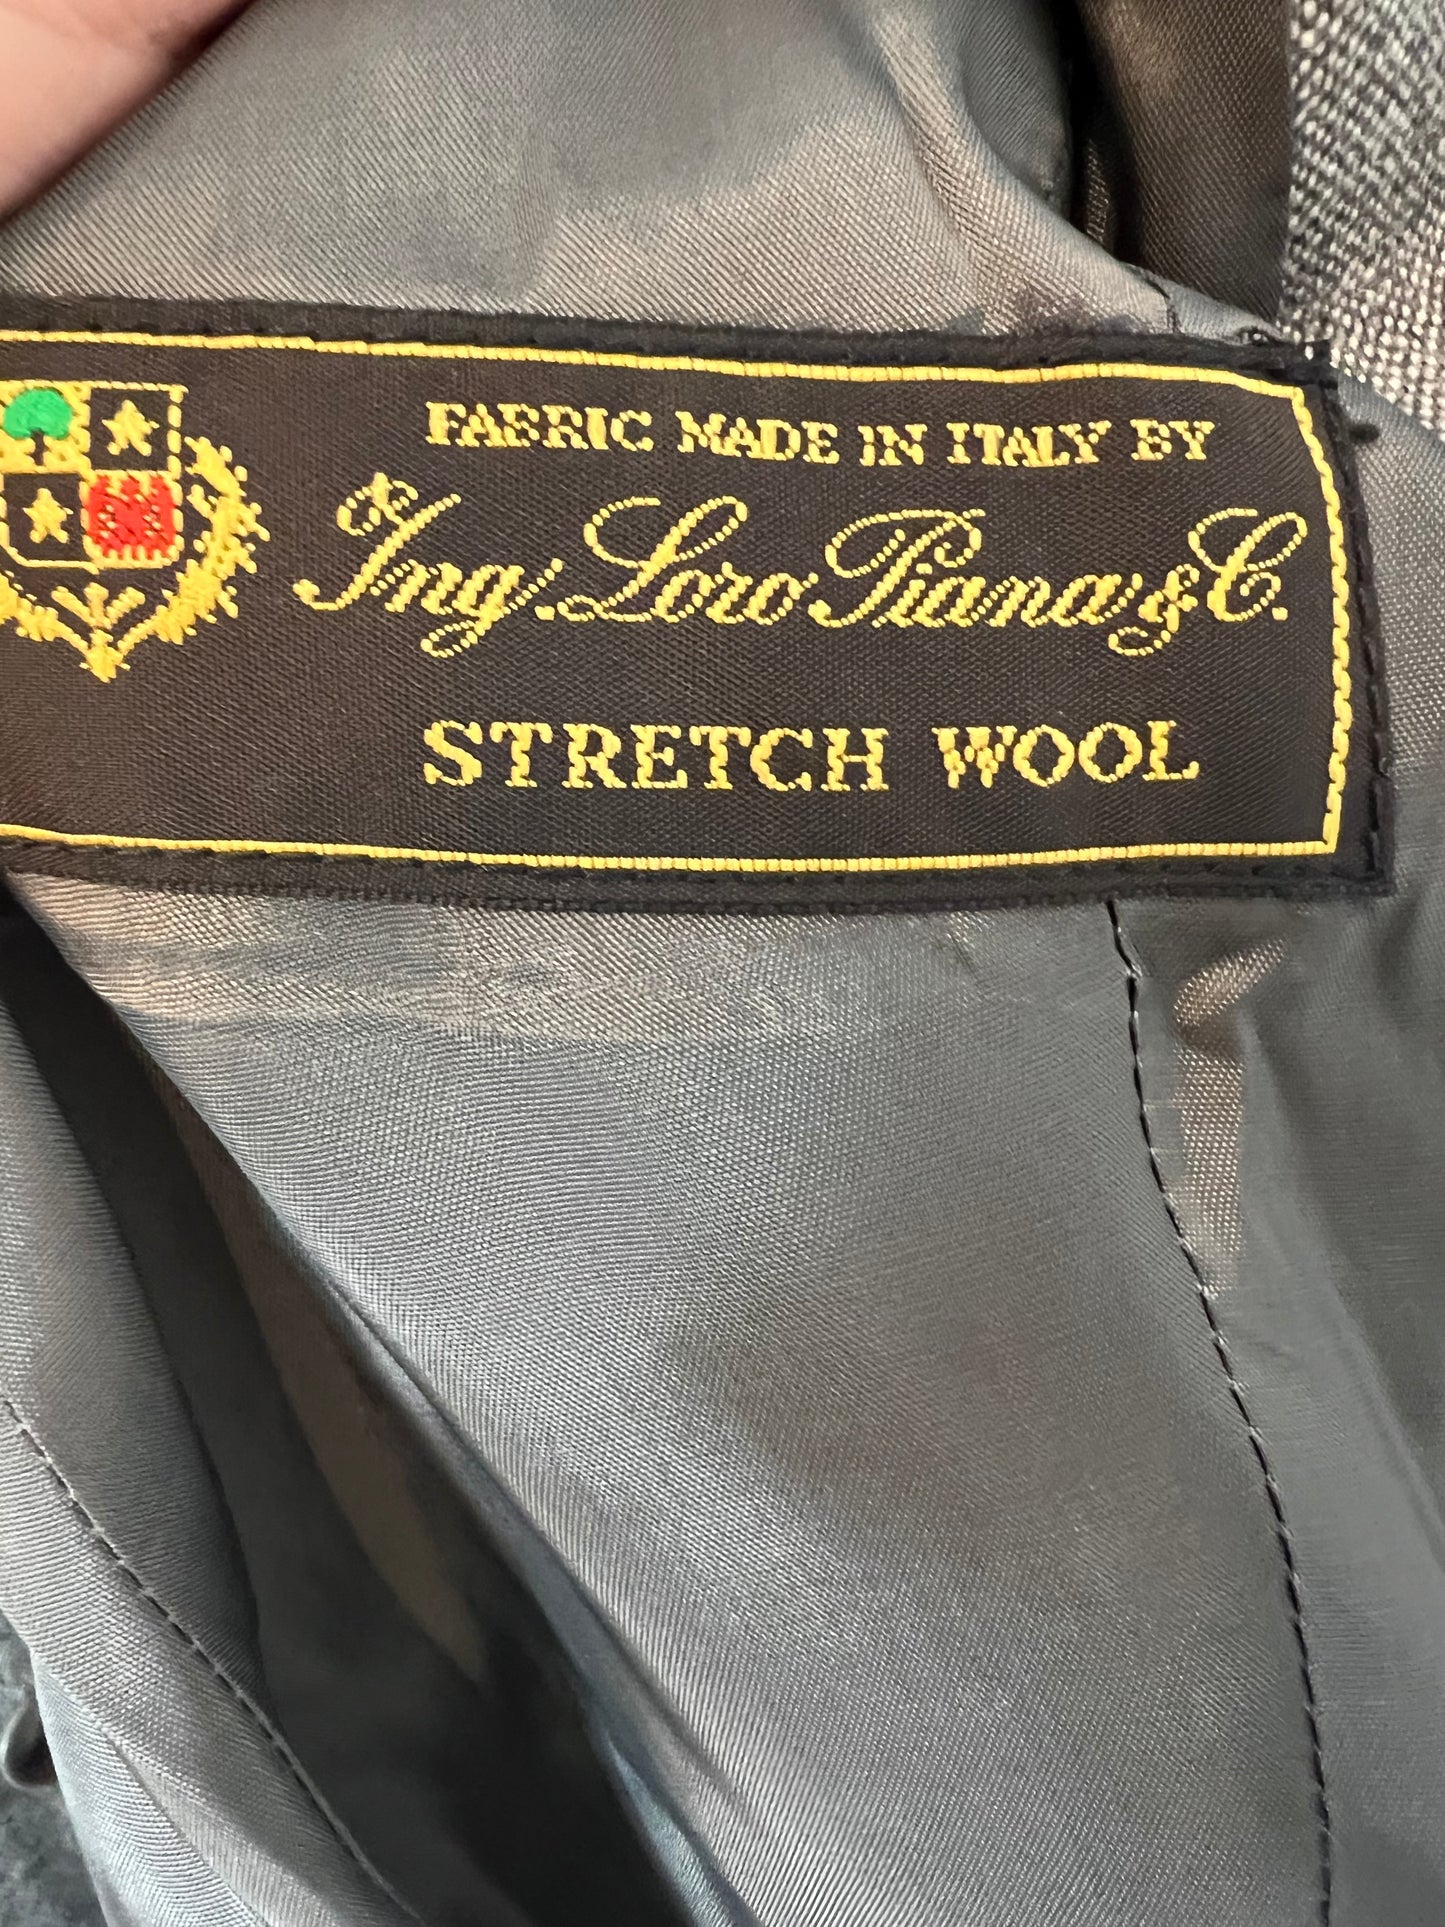 FABRIC MADE IN ITALY BY
Ing. Loro Piana & C.
STRETCH WOOL